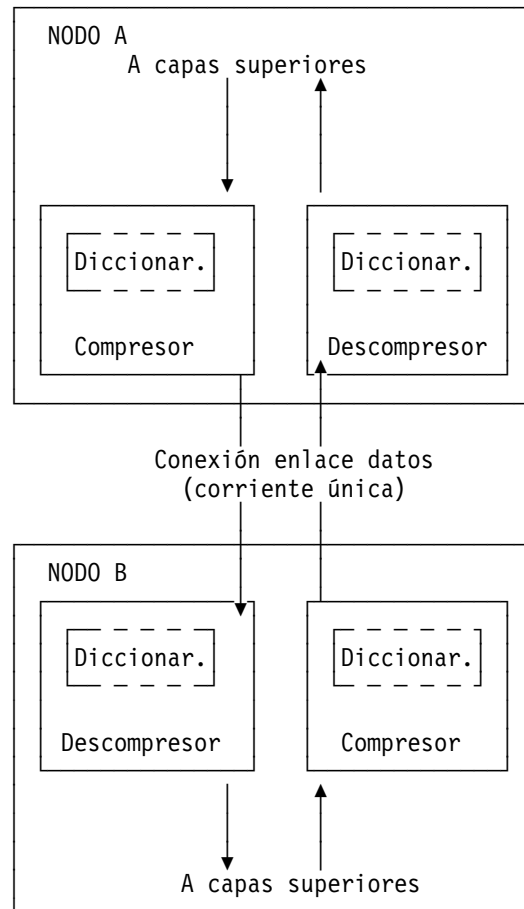 NODO A
A capas superiores
Diccionar. Diccionar.
Compresor Descompresor
Conexión enlace datos
(corriente única)
NODO B
Diccionar. Diccionar.
Descompresor Compresor
A capas superiores